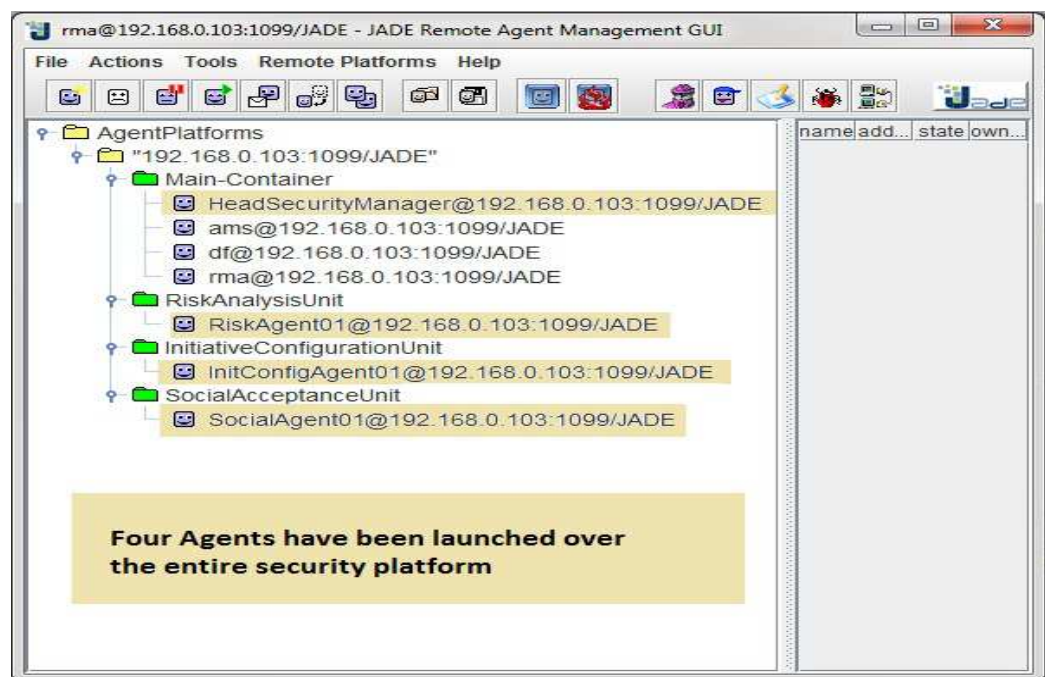 rma@192.168.0.103:1099/JADE - JADE Remote Agent Management GUI
File Actions Tools Remote Platforms Help
Jade
AgentPlatforms
name add... state own...
"192.168.0.103:1099/JADE"
Main-Container
HeadSecurityManager@192.168.0.103:1099/JADE
ams@192.168.0.103:1099/JADE
df@192.168.0.103:1099/JADE
rma@192.168.0.103:1099/JADE
RiskAnalysisUnit
RiskAgent01@192.168.0.103:1099/JADE
InitiativeConfigurationUnit
InitConfigAgent01@192.168.0.103:1099/JADE
SocialAcceptanceUnit
SocialAgent01@192.168.0.103:1099/JADE
Four Agents have been launched over
the entire security platform